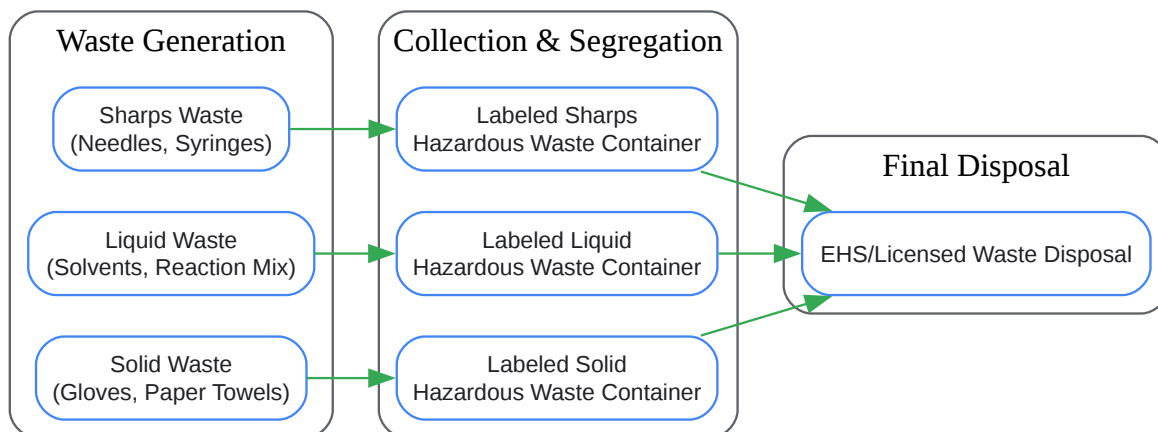 Waste Generation
Sharps Waste
(Needles, Syringes)
Liquid Waste
(Solvents, Reaction Mix)
Solid Waste
(Gloves, Paper Towels)
Collection & Segregation
Labeled Sharps
Hazardous Waste Container
Labeled Liquid
Hazardous Waste Container
Labeled Solid
Hazardous Waste Container
Final Disposal
EHS/Licensed Waste Disposal